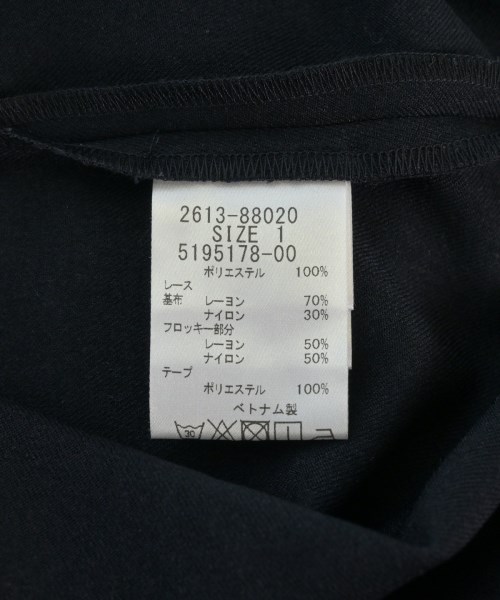 2613-88020
SIZE 1
5195178-00
ポリエステル 100%
レース
基布 レーヨン 70%
ナイロン 30%
フロッキー部分
レーヨン 50%
ナイロン 50%
テープ
ポリエステル 100%
ベトナム製
30